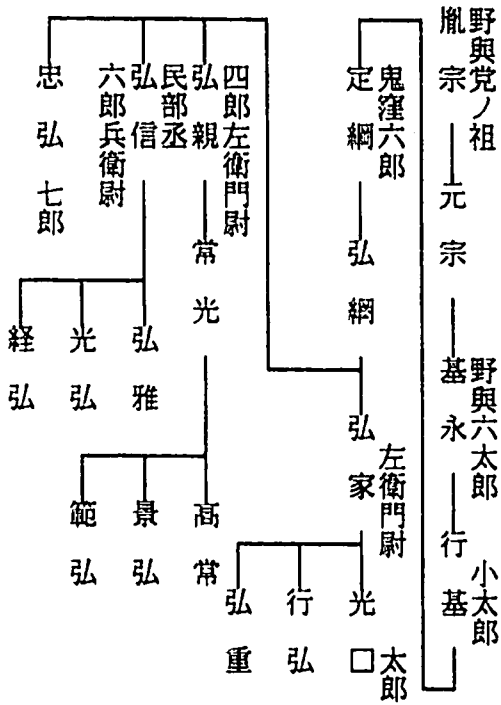 野與党ノ祖
胤宗
元宗
野與六太郎
基永
小太郎
行基
鬼窪六郎
定綱
弘綱
左衛門尉
弘家
太郎
光□
行弘
弘重
四郎左衛門尉
弘親
常光
高常
景弘
範弘
民部丞
弘信
六郎兵衛尉
弘雅
光弘
経弘
忠弘 七郎